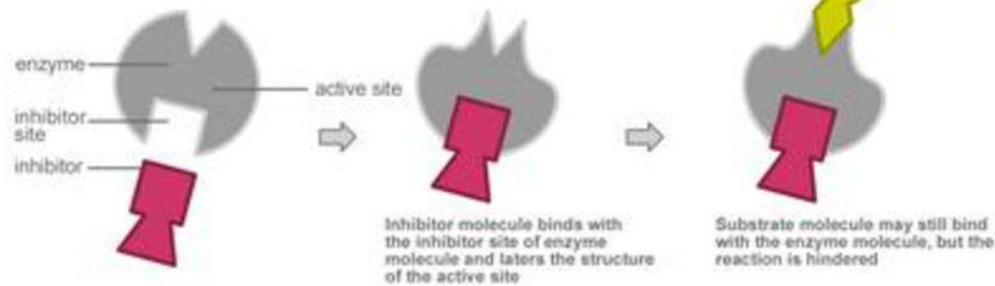 enzyme
active site
inhibitor
site
inhibitor
Inhibitor molecule binds with
the inhibitor site of enzyme
molecule and laters the structure
of the active site
Substrate molecule may still bind
with the enzyme molecule, but the
reaction is hindered